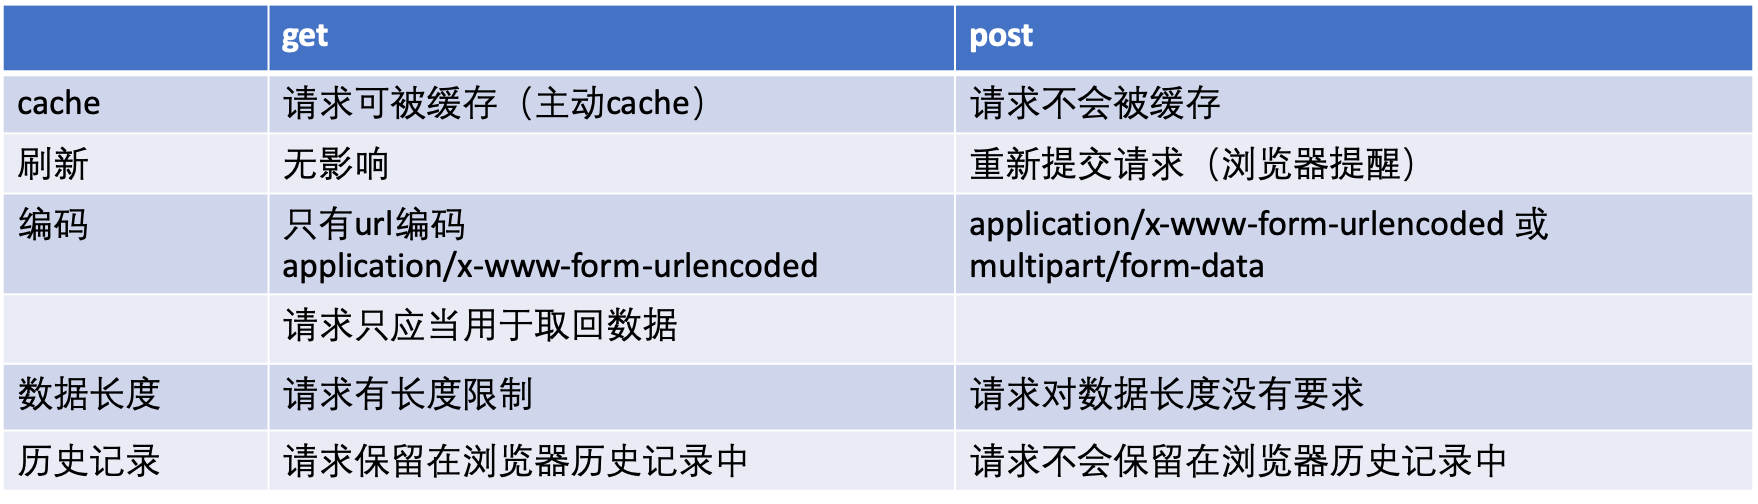 get post
cache 请求可被缓存（主动cache） 请求不会被缓存
刷新 无影响 重新提交请求（浏览器提醒）
编码 只有url编码 application/x-www-form-urlencoded 或
application/x-www-form-urlencoded multipart/form-data
请求只应当用于取回数据
数据长度 请求有长度限制 请求对数据长度没有要求
历史记录 请求保留在浏览器历史记录中 请求不会保留在浏览器历史记录中